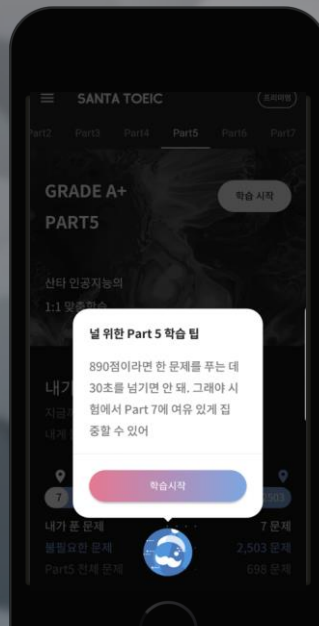 SANTA TOEIC
Part2 Part3 Part4 Part5 Part6 Part7
GRADE A+
PART5
학습 시작
산타 인공지능의
1:1 맞춤학습
널 위한 Part 5 학습 팁
890점이라면 한 문제를 푸는 데
30초를 넘기면 안 돼. 그래야 시
험에서 Part 7에 여유 있게 집
중할 수 있어
내가
학습시작
7
2,503
내가 푼 문제
7 문제
불필요한 문제
2,503 문제
Part5 전체 문제
698 문제